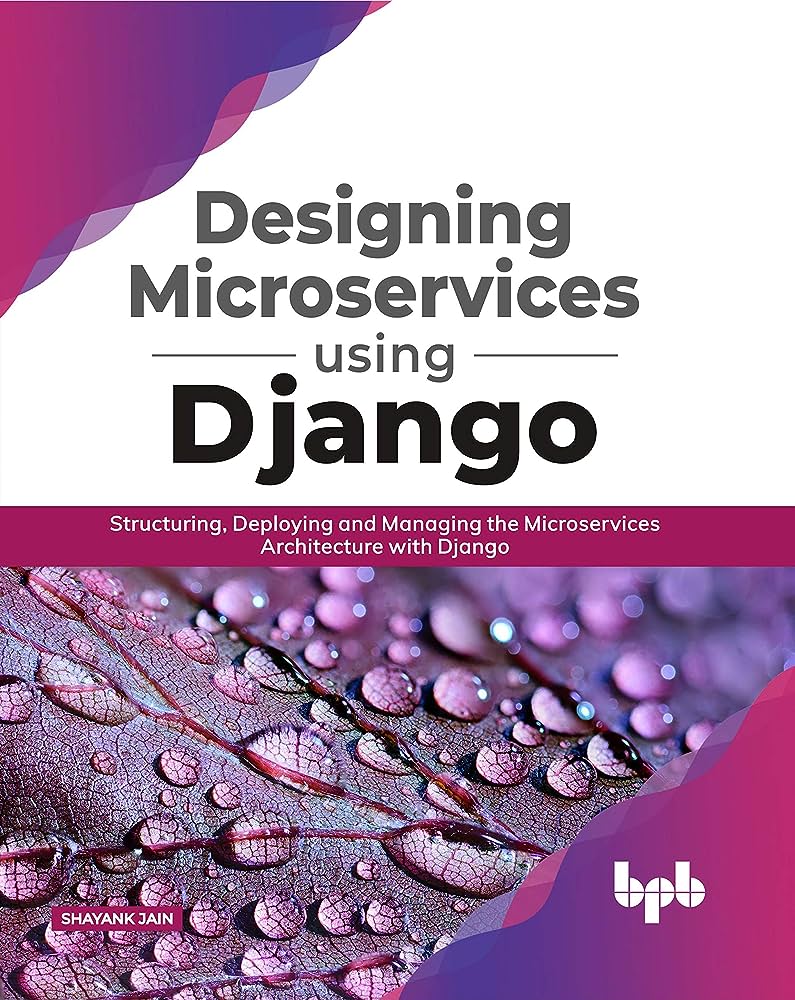 Designing
Microservices
using
Django
Structuring, Deploying and Managing the Microservices
Architecture with Django
SHAYANK JAIN
bpb